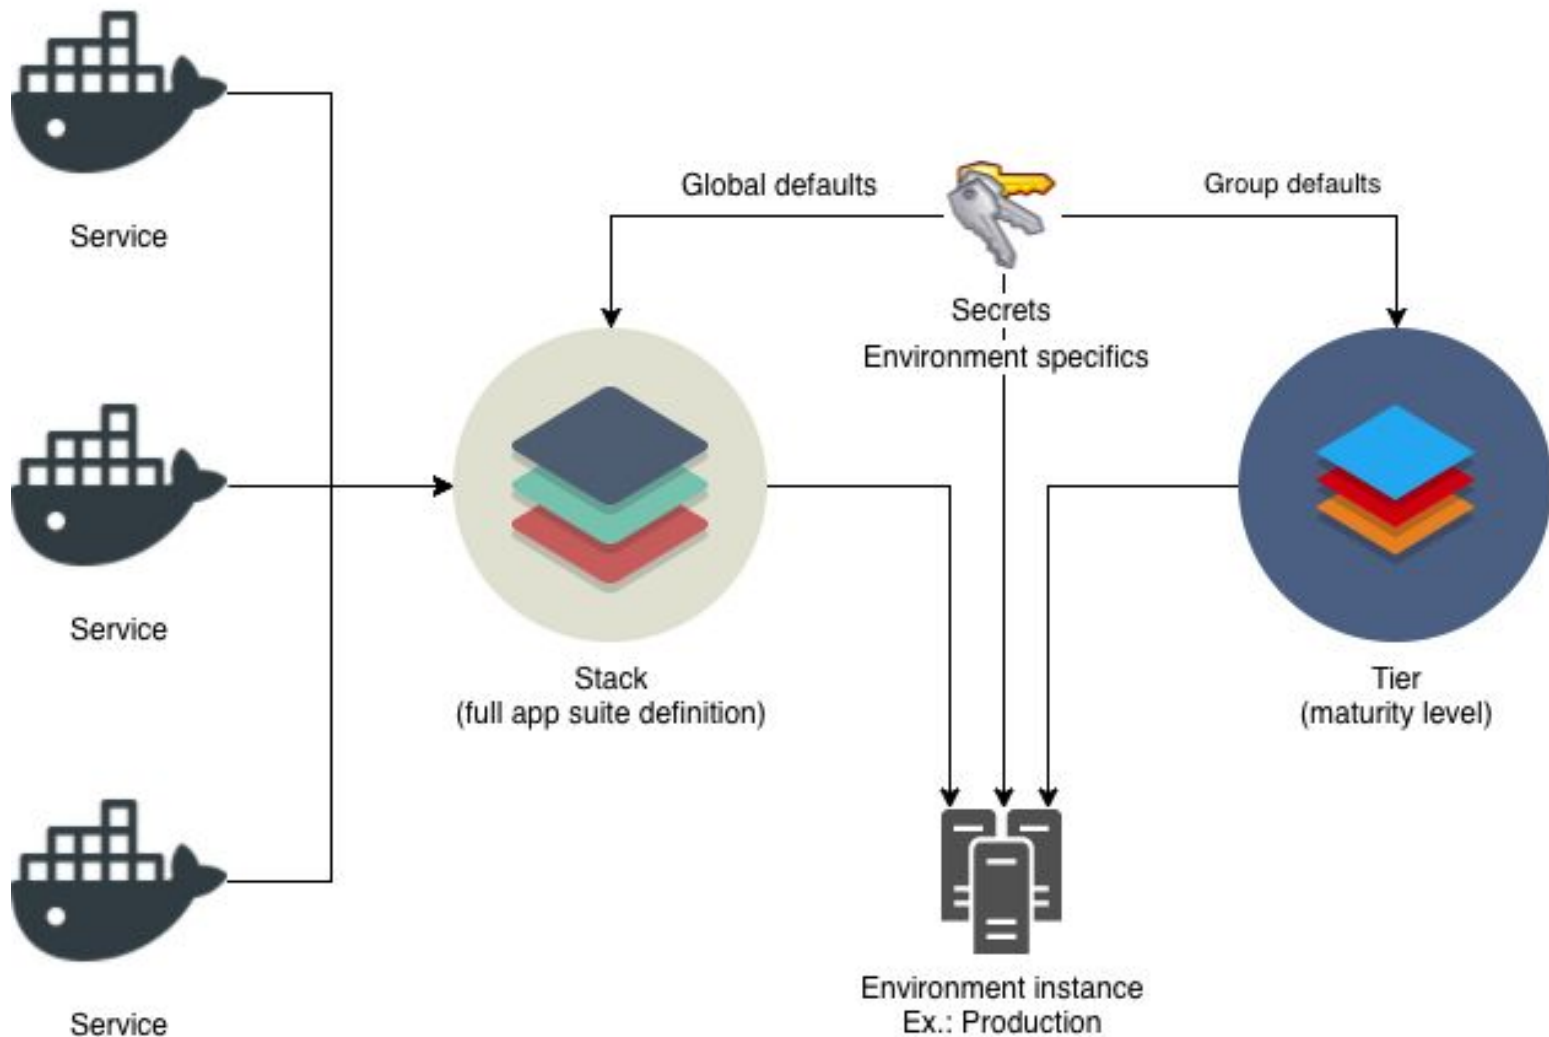 Service
Global defaults
Group defaults
Secrets
Environment specifics
Service
Stack
(full app suite definition)
Tier
(maturity level)
Service
Environment instance
Ex.: Production